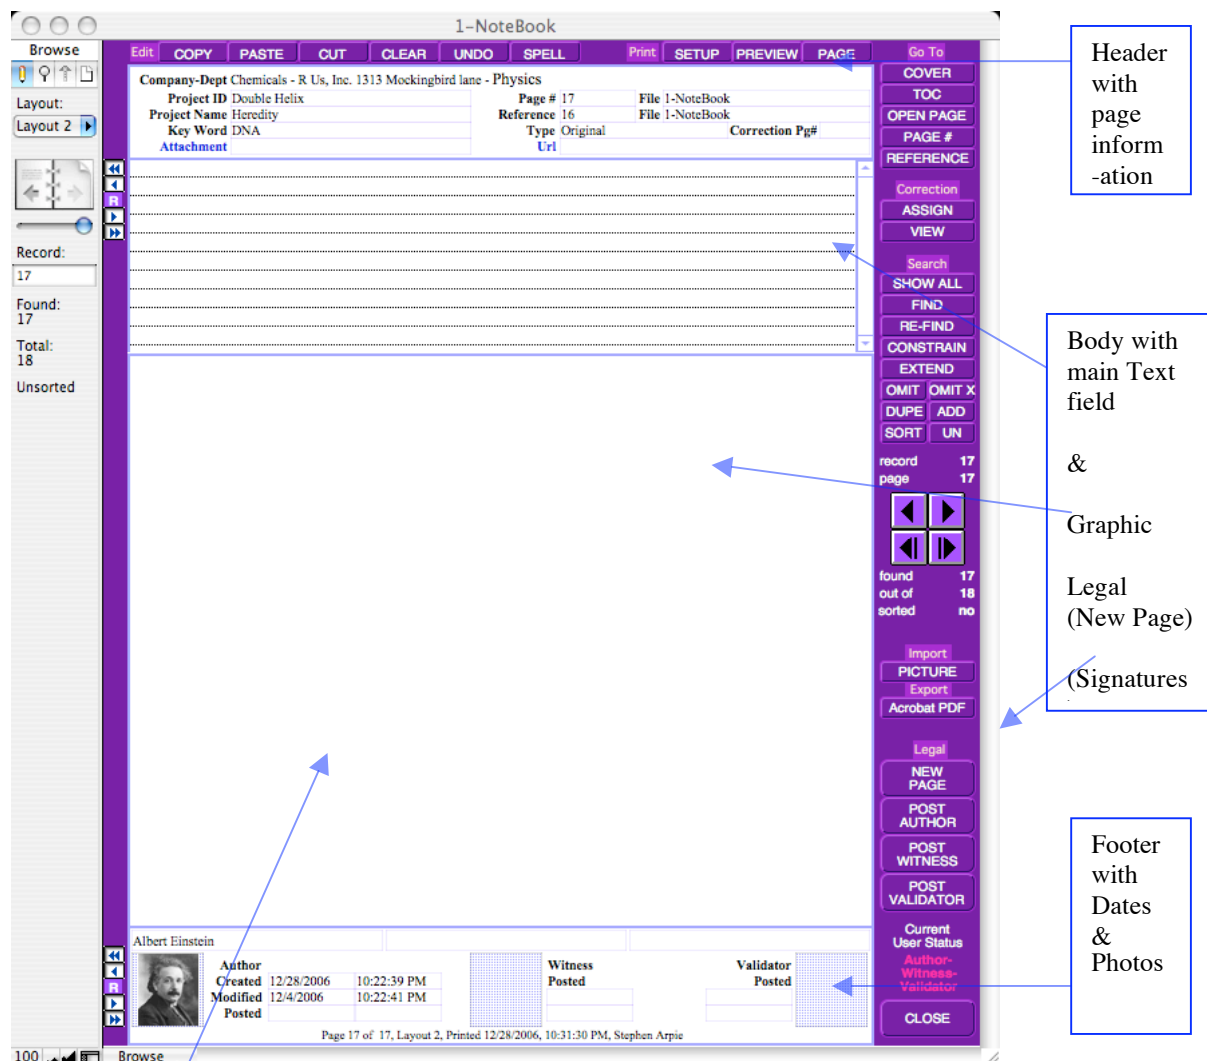 1-NoteBook
Browse
Layout:
Layout 2
Record:
17
Found:
17
Total:
18
Unsorted
Edit COPY PASTE CUT CLEAR UNDO SPELL Print SETUP PREVIEW PAGE Go To
Company-Dept Chemicals - R Us, Inc. 1313 Mockingbird lane - Physics
Project ID Double Helix Page # 17 File 1-NoteBook
Project Name Heredity Reference 16 File 1-NoteBook
Key Word DNA Type Original Correction Pg#
Attachment Url
R
COVER
TOC
OPEN PAGE
PAGE #
REFERENCE
Correction
ASSIGN
VIEW
Search
SHOW ALL
FIND
RE-FIND
CONSTRAIN
EXTEND
OMIT OMIT X
DUPE ADD
SORT UN
record 17
page 17
found 17
out of 18
sorted no
Import
PICTURE
Export
Acrobat PDF
Legal
NEW
PAGE
POST
AUTHOR
POST
WITNESS
POST
VALIDATOR
Current
User Status
Author-
Witness-
Validator
CLOSE
Albert Einstein
Author Witness Validator
Created 12/28/2006 10:22:39 PM Posted Posted
Modified 12/4/2006 10:22:41 PM
Posted
R
Page 17 of 17, Layout 2, Printed 12/28/2006, 10:31:30 PM, Stephen Arpie
100 Browse
Header
with
page
inform
-ation
Body with
main Text
field
&
Graphic
Legal
(New Page)
(Signatures
Footer
with
Dates
&
Photos